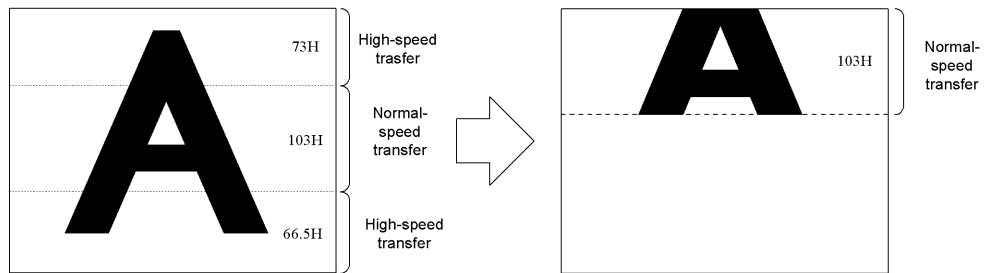 73H
High-speed
trasfer
103H
Normal-
speed
transfer
66.5H
High-speed
transfer
A
103H
Normal-
speed
transfer